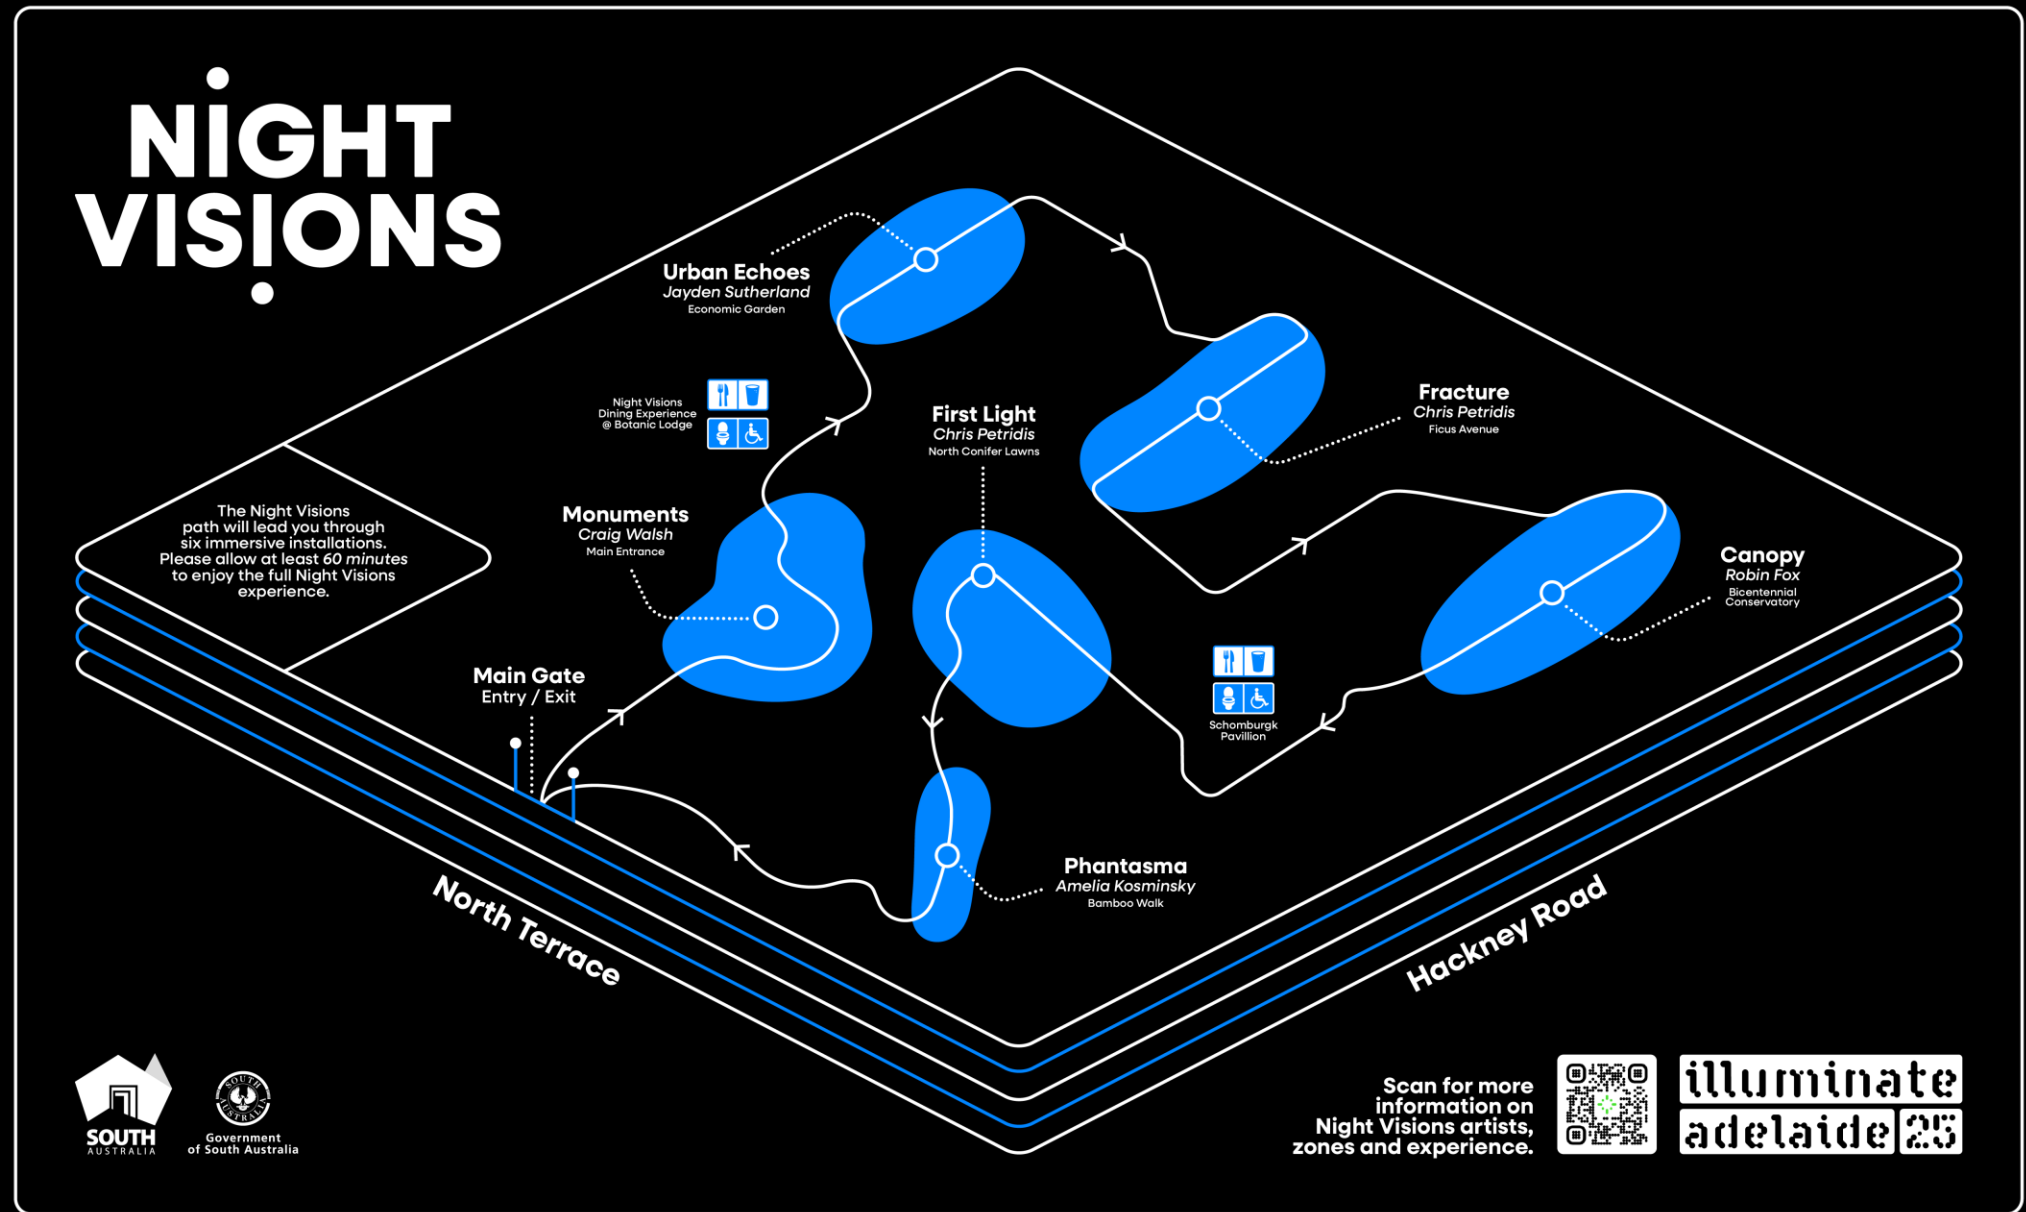 NiGHT
VISiONS
Urban Echoes
Jayden Sutherland
Economic Garden
Night Visions
Dining Experience
@ Botanic Lodge
First Light
Chris Petridis
North Conifer Lawns
Fracture
Chris Petridis
Ficus Avenue
Monuments
Craig Walsh
Main Entrance
The Night Visions
path will lead you through
six immersive installations.
Please allow at least 60 minutes
to enjoy the full Night Visions
experience.
Canopy
Robin Fox
Bicentennial
Conservatory
Main Gate
Entry / Exit
Schomburgk
Pavillion
Phantasma
Amelia Kosminsky
Bamboo Walk
North Terrace
Hackney Road
SOUTH
AUSTRALIA
SOUTH
AUSTRALIA
Government
of South Australia
Scan for more
information on
Night Visions artists,
zones and experience.
illuminate
adelaide 25